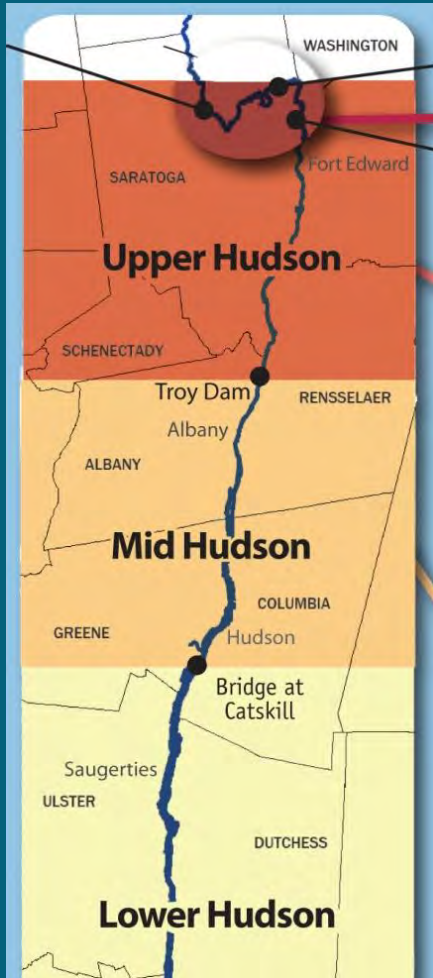 WASHINGTON
Fort Edward
SARATOGA
Upper Hudson
SCHENECTADY
Troy Dam
RENSSELAER
Albany
ALBANY
Mid Hudson
COLUMBIA
GREENE
Hudson
Bridge at
Catskill
Saugerties
ULSTER
DUTCHESS
Lower Hudson